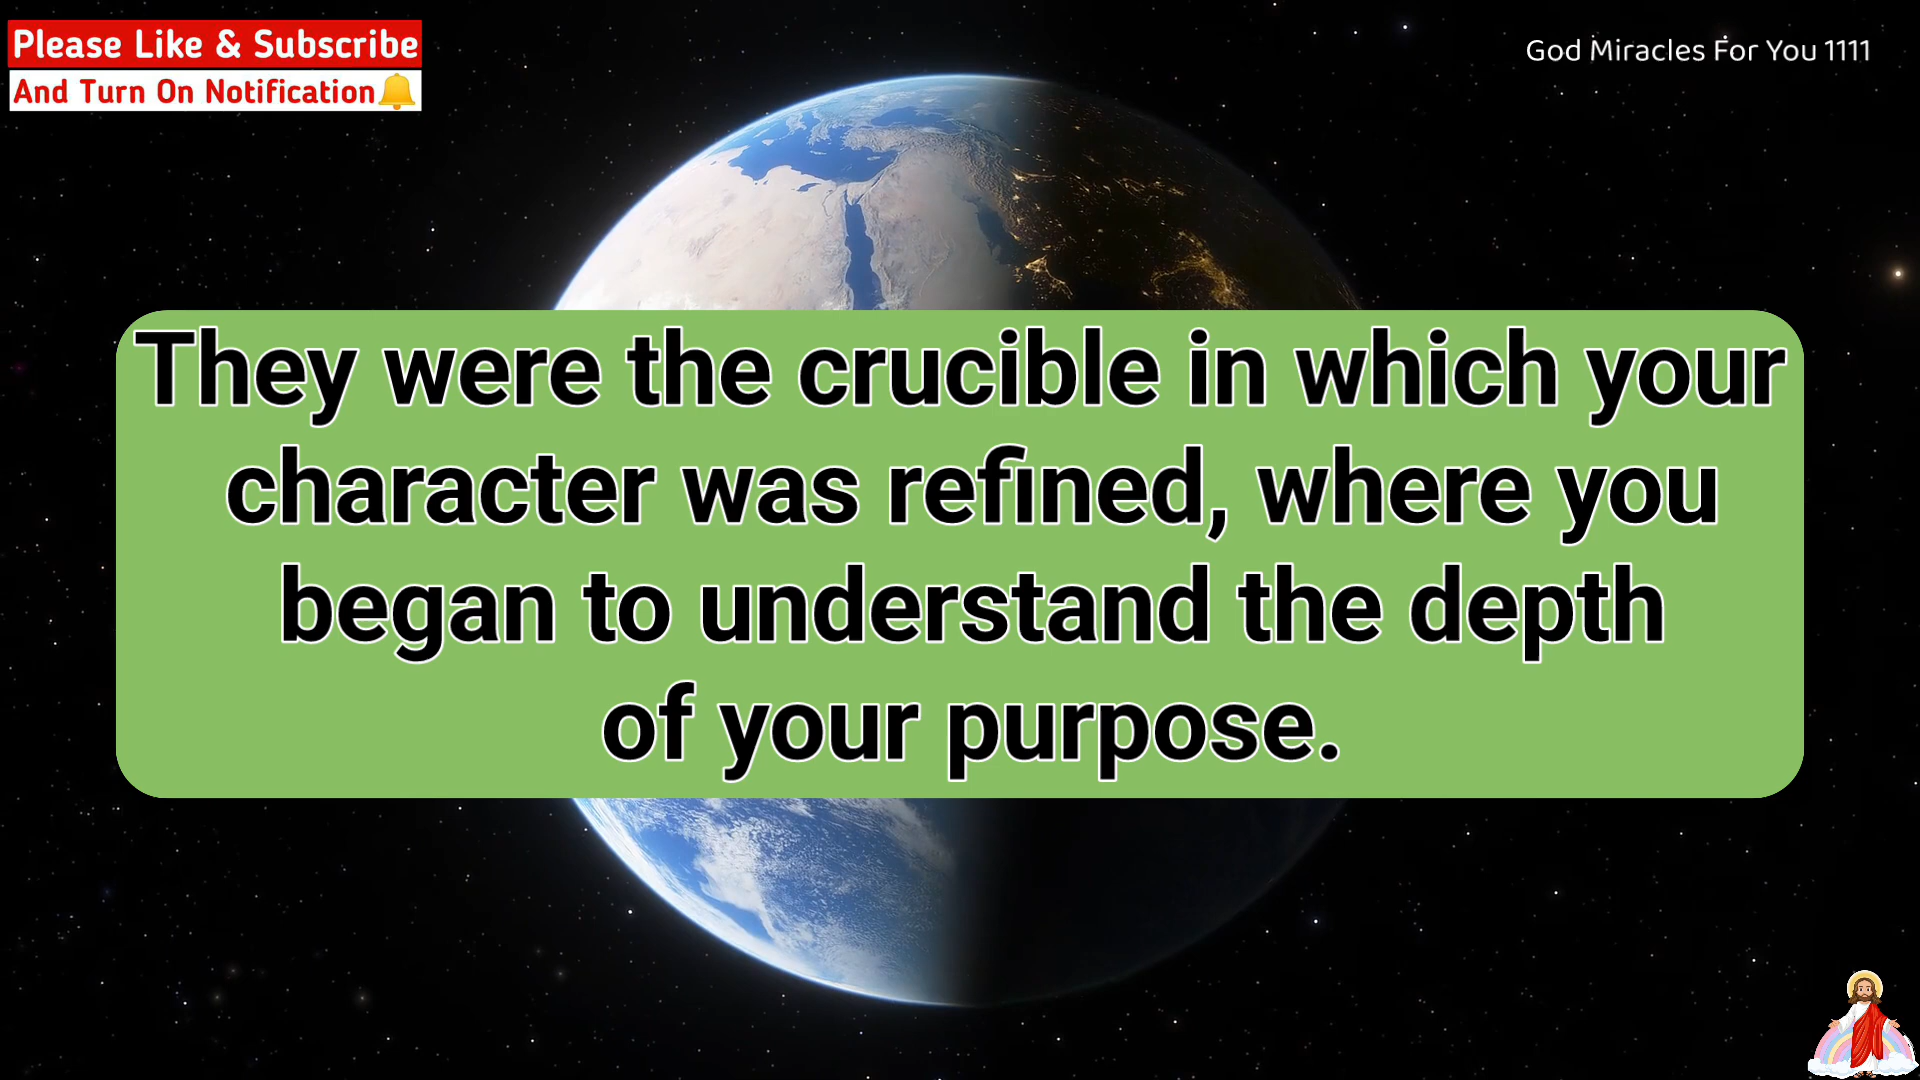 Please Like & Subscribe
And Turn On Notification🔔
God Miracles For You 1111
They were the crucible in which your
character was refined, where you
began to understand the depth
of your purpose.